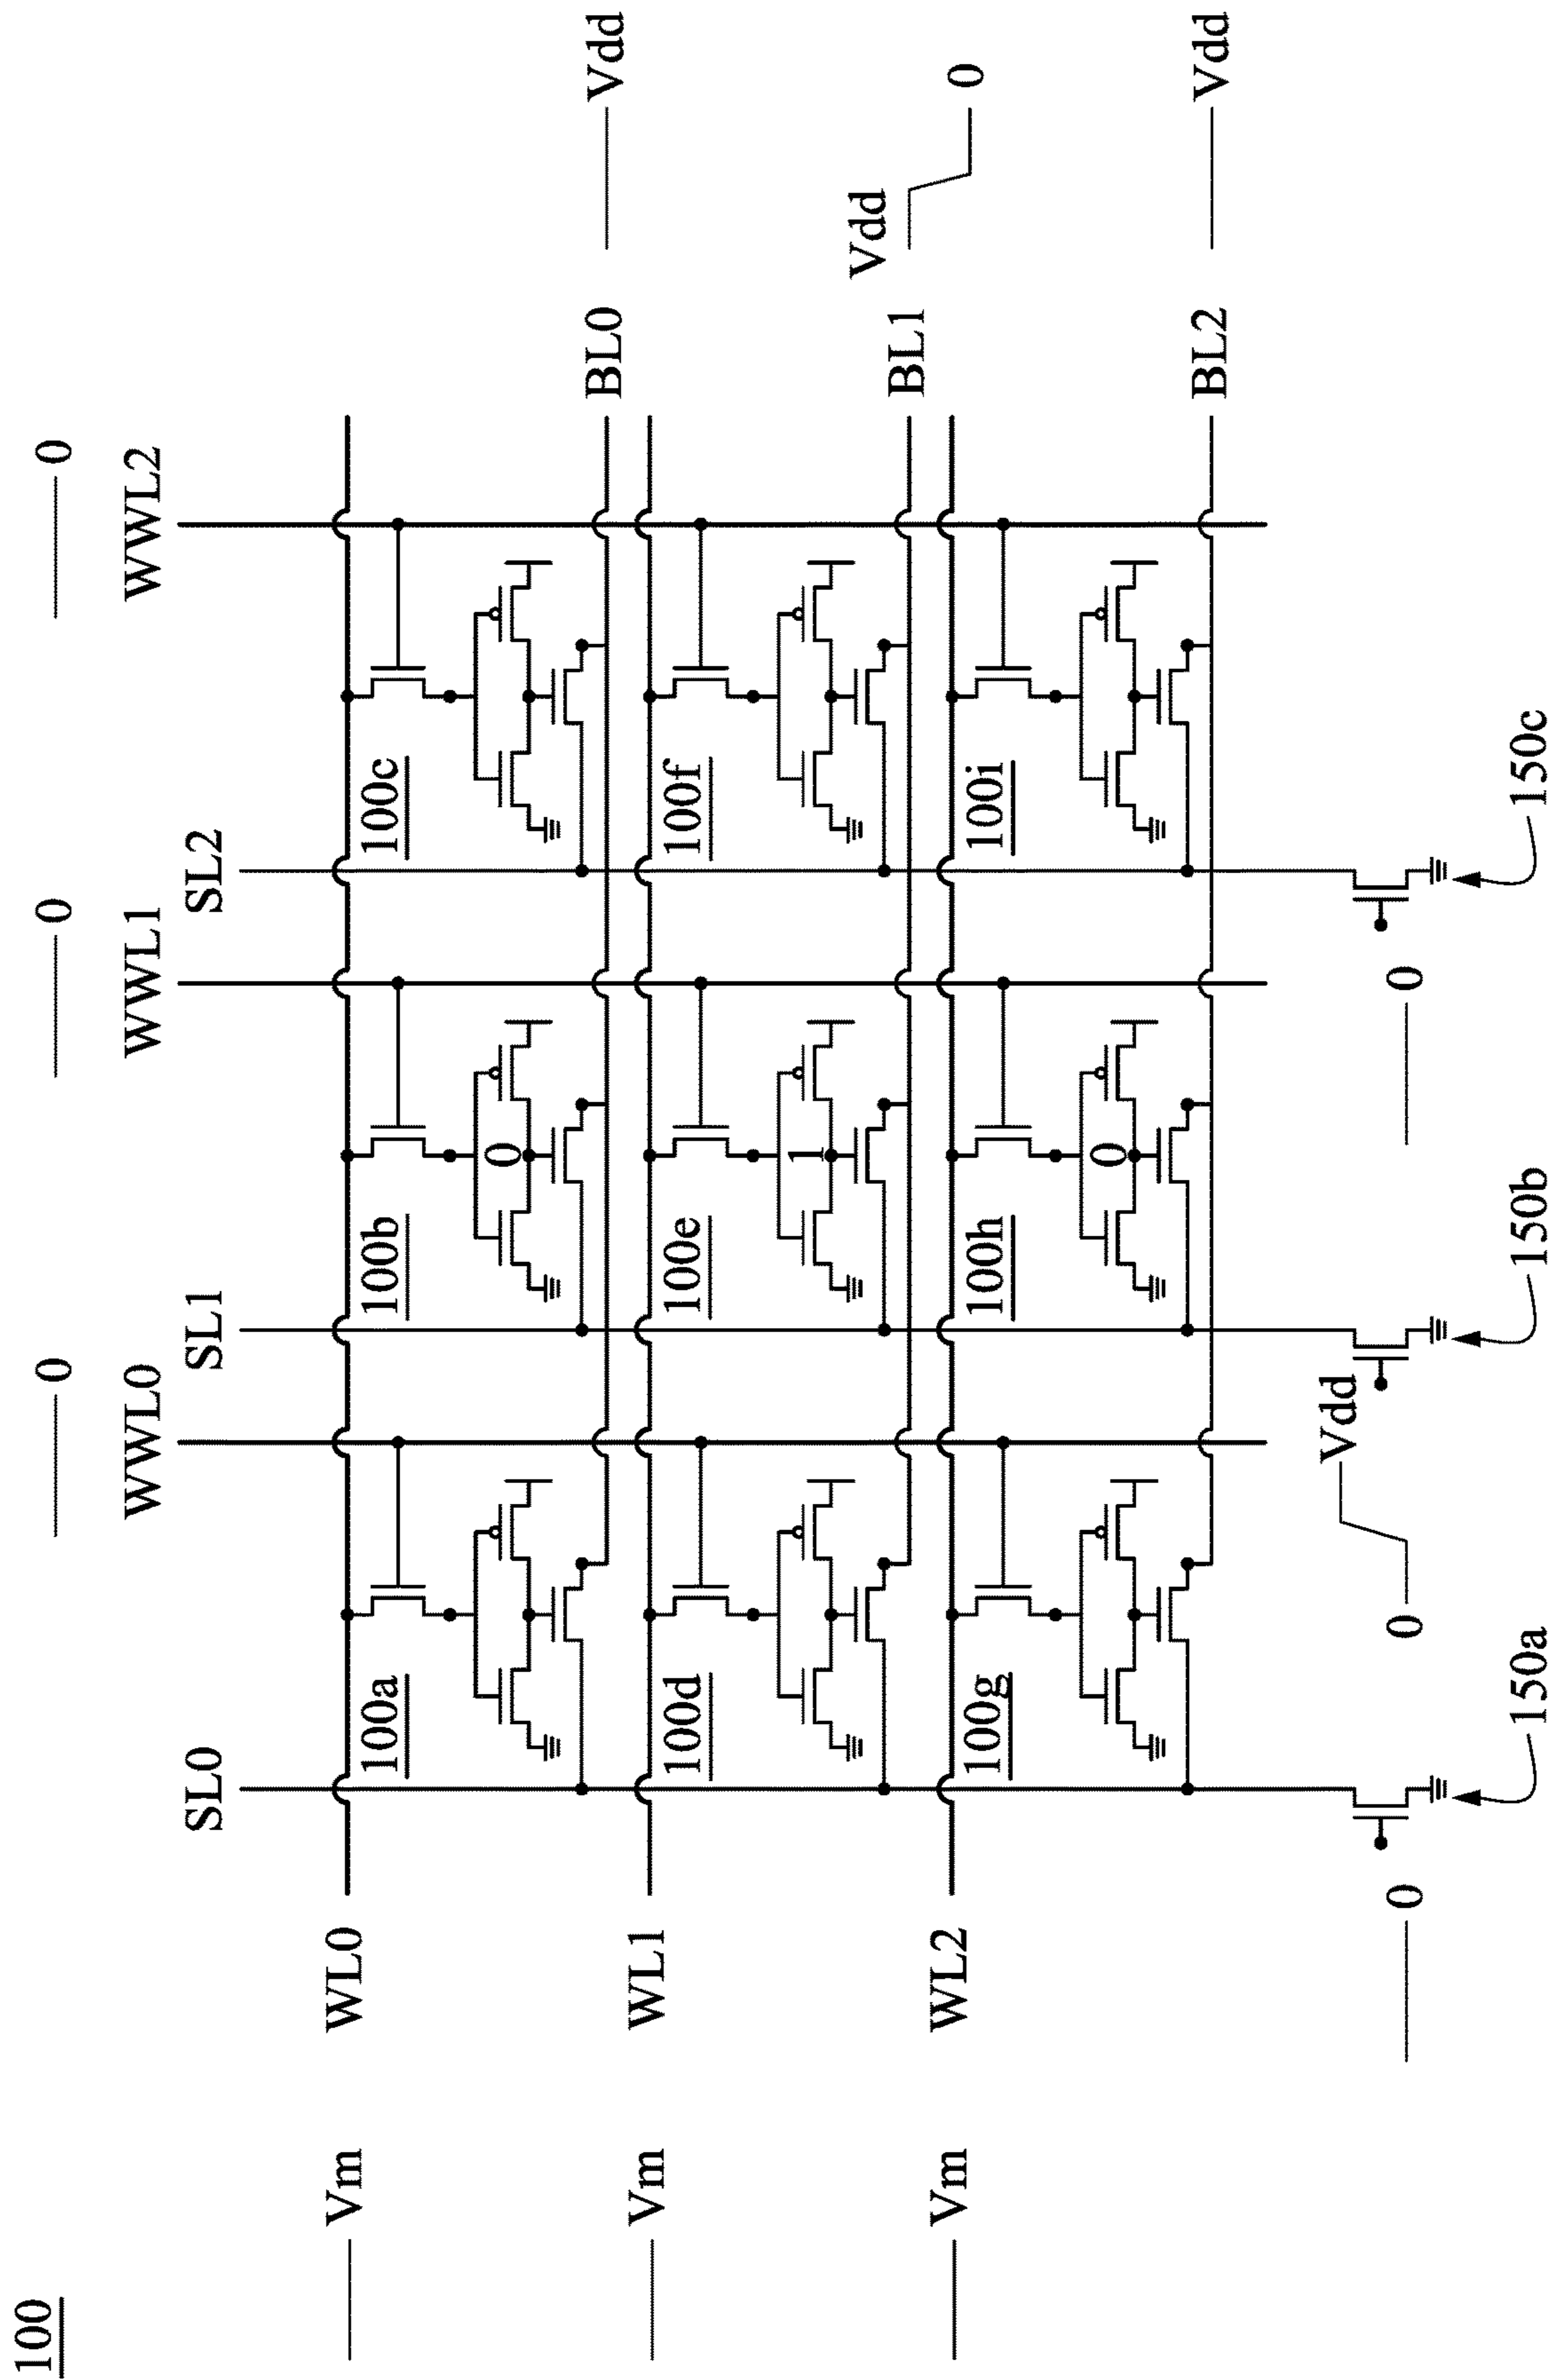 100
0 0 0
WWL0 WWL1 WWL2
SL0 SL1 SL2
Vm WL0
100a 100b 100c
0
BL0 Vdd
Vm WL1
100d 100e 100f
1
Vdd
BL1
0
Vm WL2
100g 100h 100i
0
BL2 Vdd
Vdd
0 0 0
150a 150b 150c